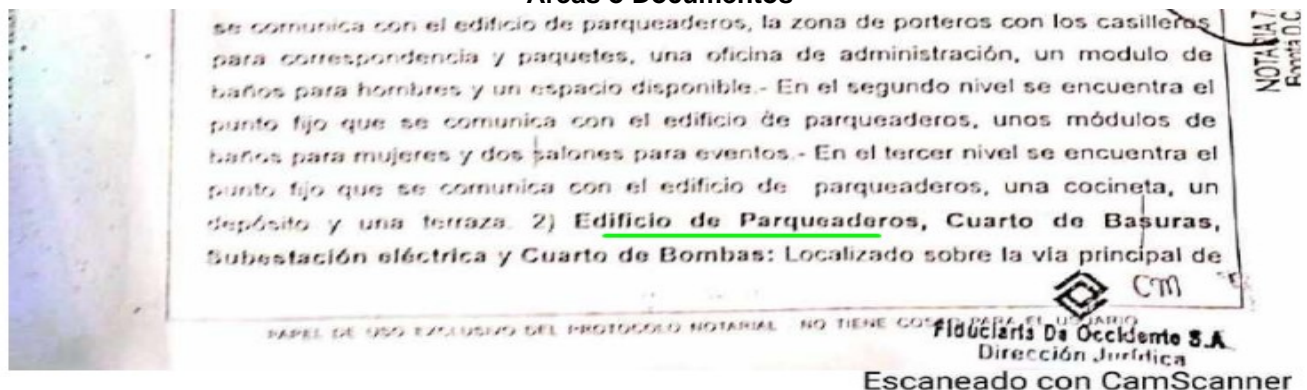 Áreas o Documentos
se comunica con el edificio de parqueaderos, la zona de porteros con los casilleros
para correspondencia y paquetes, una oficina de administración, un modulo de
baños para hombres y un espacio disponible.- En el segundo nivel se encuentra el
punto fijo que se comunica con el edificio de parqueaderos, unos módulos de
baños para mujeres y dos salones para eventos.- En el tercer nivel se encuentra el
punto fijo que se comunica con el edificio de parqueaderos, una cocineta, un
depósito y una terraza. 2) Edificio de Parqueaderos, Cuarto de Basuras,
Subestación eléctrica y Cuarto de Bombas: Localizado sobre la vía principal de
NOTARIA 7
Bogotá D.C
CM
PAPEL DE USO EXCLUSIVO DEL PROTOCOLO NOTARIAL NO TIENE COSTO PARA EL USUARIO
Fiduciaria De Occidente S.A
Dirección Jurídica
Escaneado con CamScanner